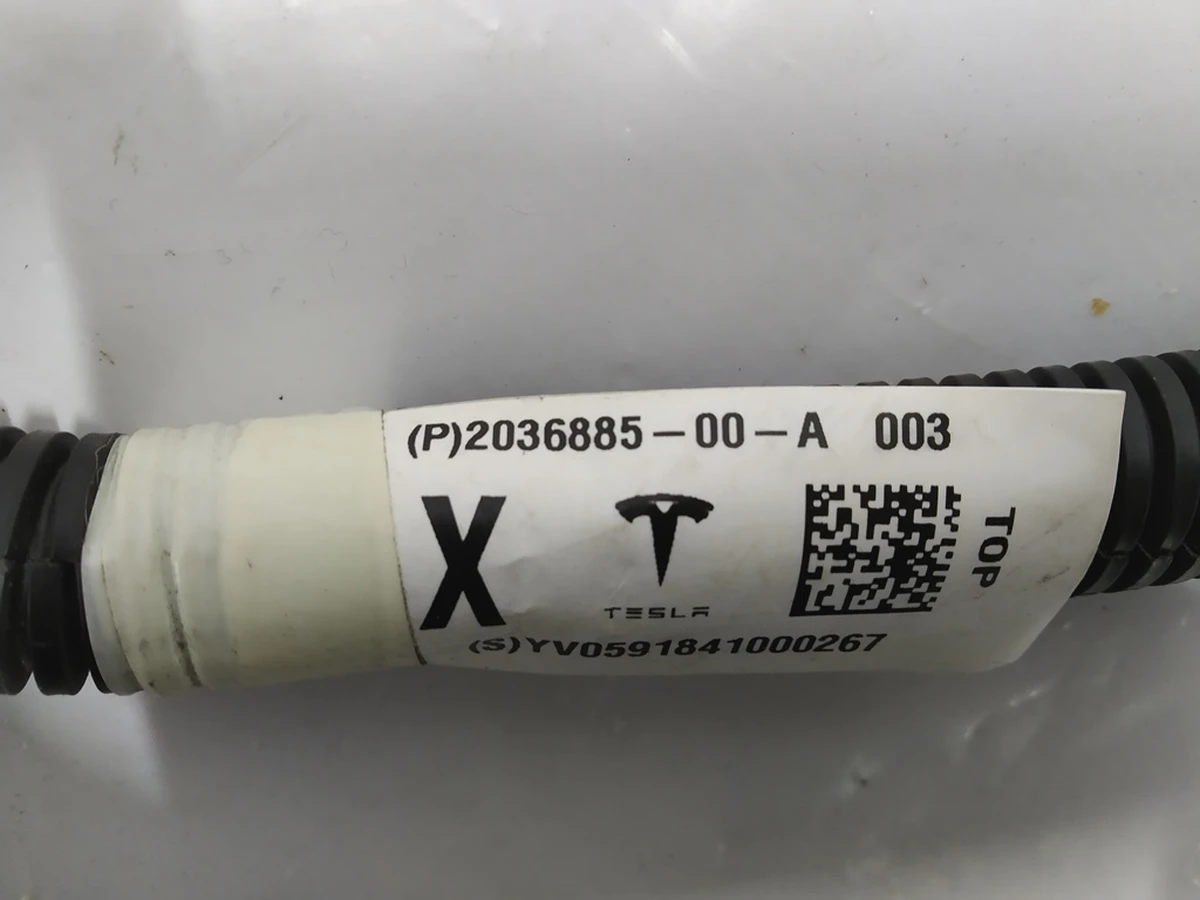 (P)2036885-00-A 003
X
TESLA
TOP
(S)YV0591841000267